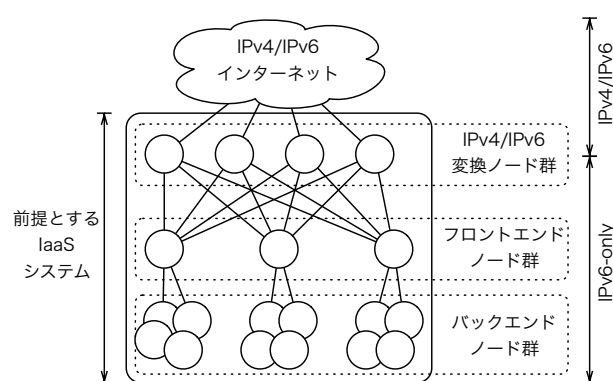 IPv4/IPv6
インターネット
IPv4/IPv6
IPv4/IPv6
変換ノード群
前提とする
IaaS
システム
フロントエンド
ノード群
IPv6-only
バックエンド
ノード群